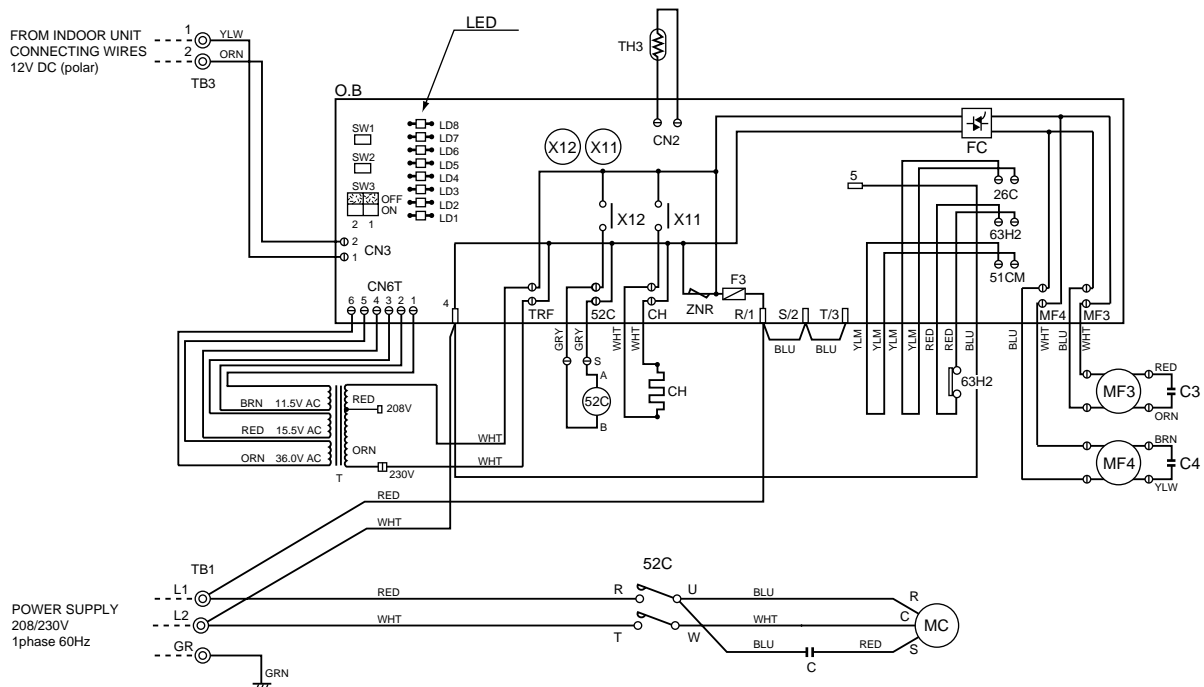 FROM INDOOR UNIT
CONNECTING WIRES
12V DC (polar)
1
YLW
2
ORN
TB3
LED
TH3
O.B
SW1
SW2
SW3
OFF
ON
2 1
LD8
LD7
LD6
LD5
LD4
LD3
LD2
LD1
X12
X11
CN2
FC
5
26C
63H2
51CM
X12
X11
2
1
CN3
CN6T
6 5 4 3 2 1
4
TRF
52C
CH
ZNR
F3
R/1
S/2
T/3
MF4
MF3
GRY
GRY
WHT
WHT
BLU
BLU
YLM
YLM
YLM
YLM
RED
RED
BLU
BLU
WHT
BLU
WHT
S
A
52C
B
CH
63H2
MF3
RED
C3
ORN
MF4
BRN
C4
YLW
BRN 11.5V AC
RED 15.5V AC
ORN 36.0V AC
T
RED
208V
ORN
230V
WHT
WHT
RED
WHT
TB1
L1
L2
GR
GRN
POWER SUPPLY
208/230V
1phase 60Hz
RED
WHT
52C
R
U
T
W
BLU
WHT
BLU
C
RED
R
C
S
MC